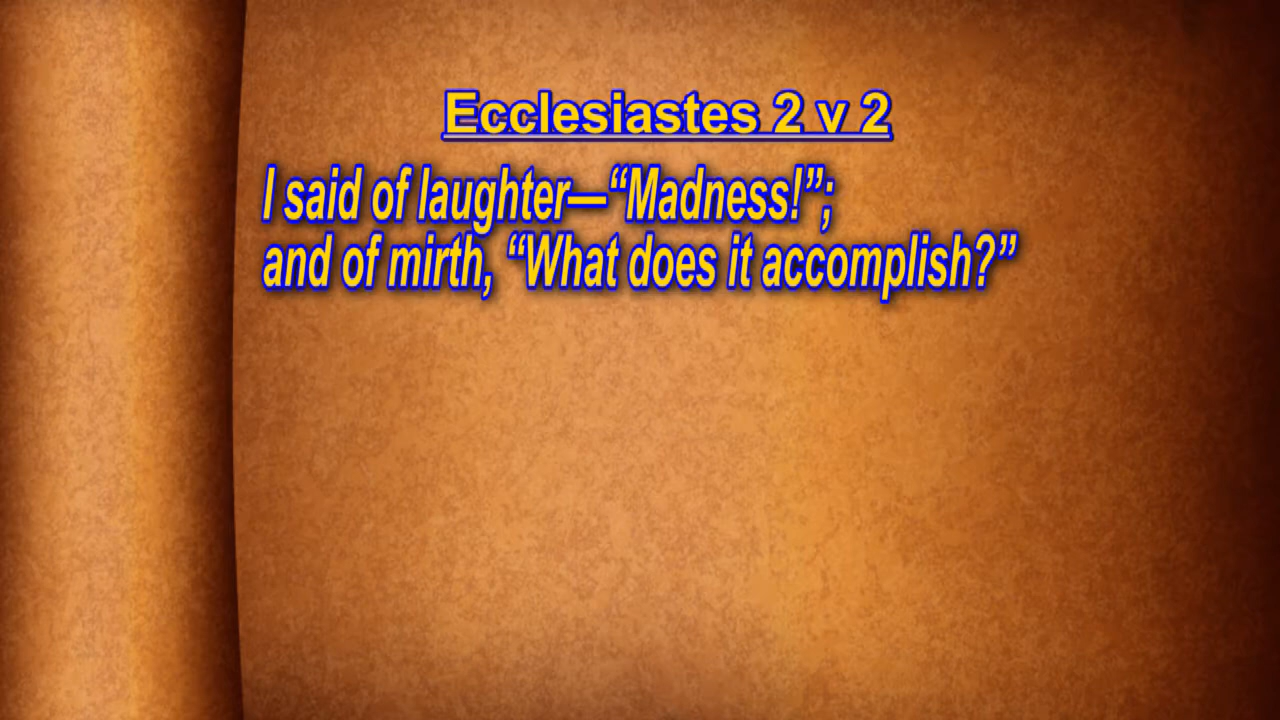 Ecclesiastes 2 v 2
I said of laughter—“Madness!”;
and of mirth, “What does it accomplish?”